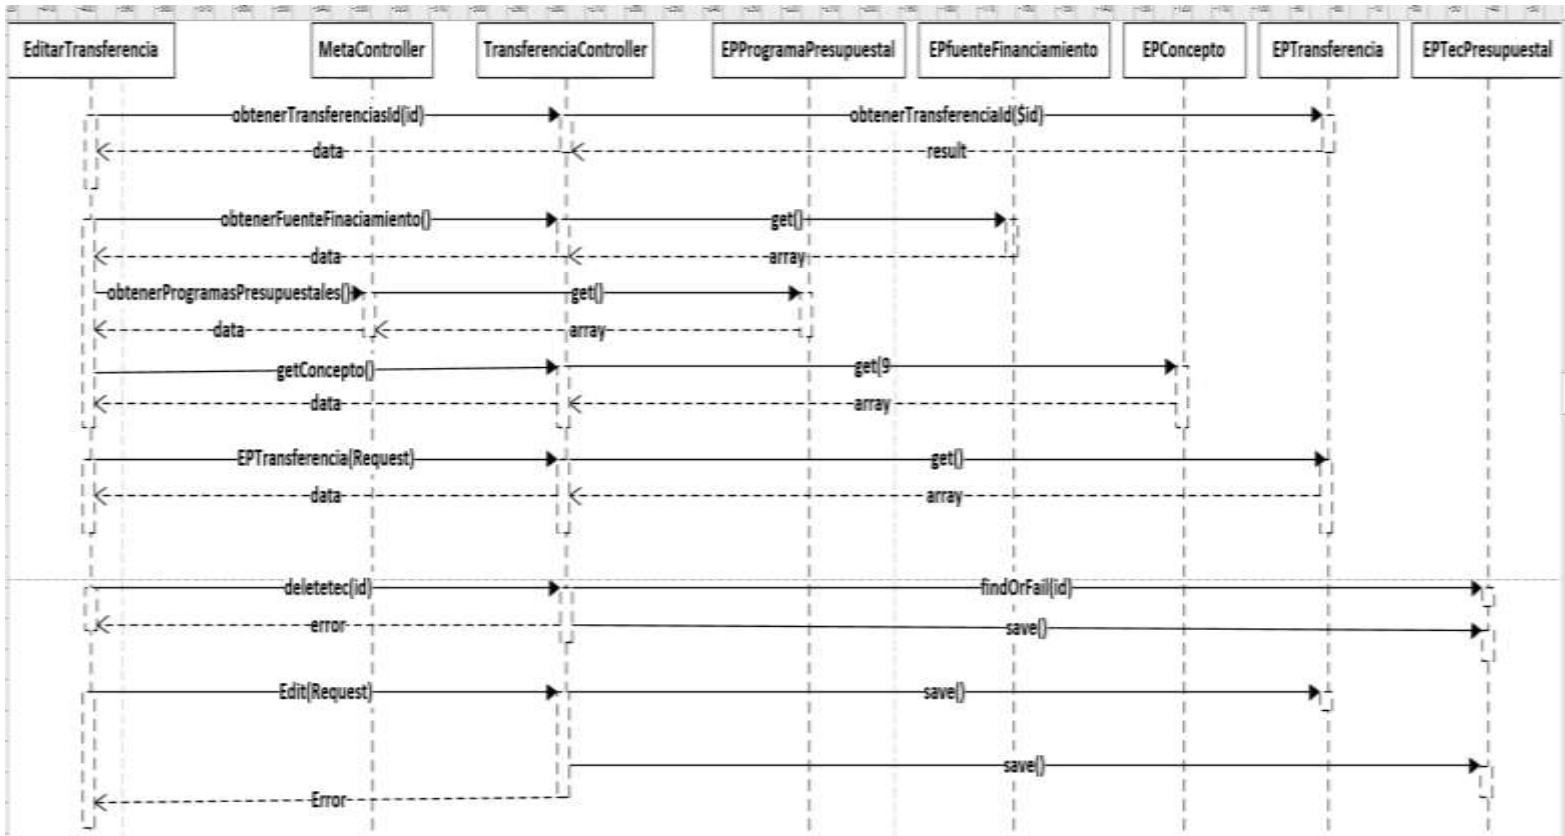 EditarTransferencia MetaController TransferenciaController EPProgramaPresupuestal EPfuenteFinanciamiento EPConcepto EPTransferencia EPTecPresupuestal
obtenerTransferenciasId(id) obtenerTransferenciaId($id)
data result
obtenerFuenteFinaciamiento() get()
data array
obtenerProgramasPresupuestales() get()
data array
getConcepto() get(9
data array
EPTransferencia(Request) get()
data array
deletetec(id) findOrFail(id)
error save()
Edit(Request) save()
save()
Error